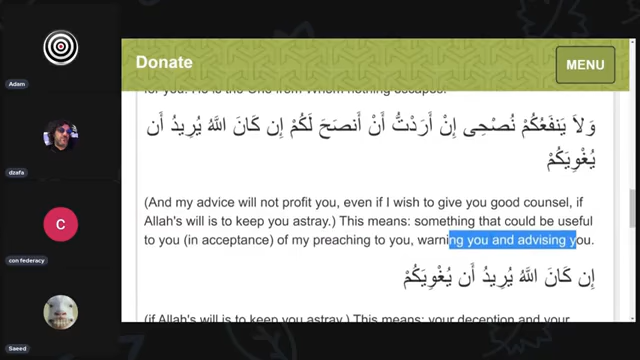 Donate
MENU
for you. He is the One from Whom nothing escapes.
وَلاَ يَنفَعُكُمْ نُصْحِى إِنْ أَرَدْتُّ أَنْ أَنصَحَ لَكُمْ إِن كَانَ اللَّهُ يُرِيدُ أَن
يُغْوِيَكُمْ
(And my advice will not profit you, even if I wish to give you good counsel, if
Allah's will is to keep you astray.) This means: something that could be useful
to you (in acceptance) of my preaching to you, warning you and advising you.
إِن كَانَ اللَّهُ يُرِيدُ أَن يُغْوِيَكُمْ
(if Allah's will is to keep you astray.) This means: your deception and your
Adam
dzafa
C
con federacy
Saeed